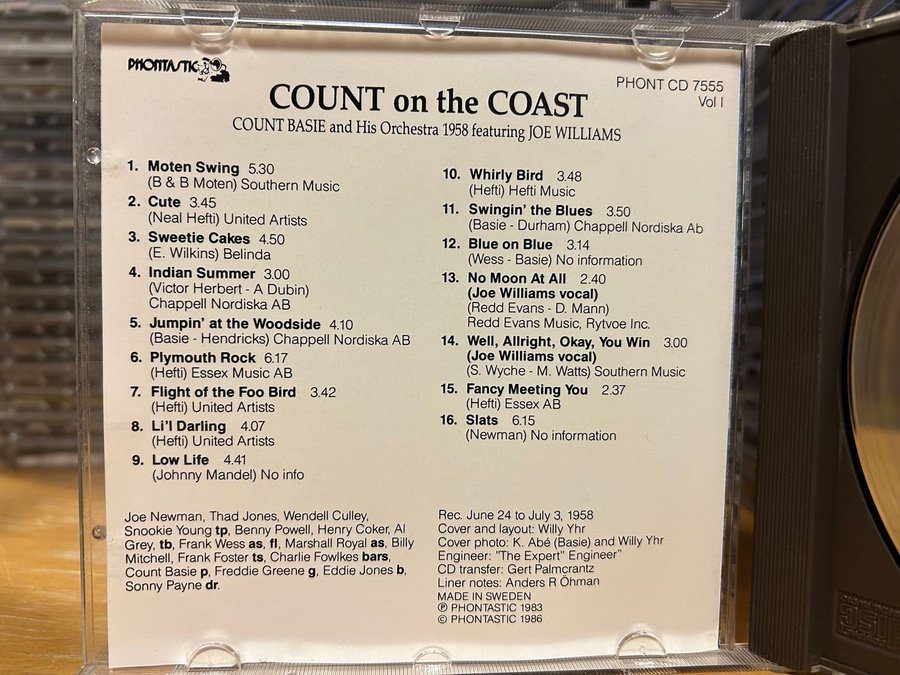 PHONTASTIC
PHONT CD 7555
Vol I
COUNT on the COAST
COUNT BASIE and His Orchestra 1958 featuring JOE WILLIAMS
1. Moten Swing 5.30
(B & B Moten) Southern Music
2. Cute 3.45
(Neal Hefti) United Artists
3. Sweetie Cakes 4.50
(E. Wilkins) Belinda
4. Indian Summer 3.00
(Victor Herbert - A Dubin)
Chappell Nordiska AB
5. Jumpin' at the Woodside 4.10
(Basie - Hendricks) Chappell Nordiska AB
6. Plymouth Rock 6.17
(Hefti) Essex Music AB
7. Flight of the Foo Bird 3.42
(Hefti) United Artists
8. Li'l Darling 4.07
(Hefti) United Artists
9. Low Life 4.41
(Johnny Mandel) No info
10. Whirly Bird 3.48
(Hefti) Hefti Music
11. Swingin' the Blues 3.50
(Basie - Durham) Chappell Nordiska Ab
12. Blue on Blue 3.14
(Wess - Basie) No information
13. No Moon At All 2.40
(Joe Williams vocal)
(Redd Evans - D. Mann)
Redd Evans Music, Rytvoe Inc.
14. Well, Allright, Okay, You Win 3.00
(Joe Williams vocal)
(S. Wyche - M. Watts) Southern Music
15. Fancy Meeting You 2.37
(Hefti) Essex AB
16. Slats 6.15
(Newman) No information
Joe Newman, Thad Jones, Wendell Culley,
Snookie Young tp, Benny Powell, Henry Coker, Al
Grey, tb, Frank Wess as, fl, Marshall Royal as, Billy
Mitchell, Frank Foster ts, Charlie Fowlkes bars,
Count Basie p, Freddie Greene g, Eddie Jones b,
Sonny Payne dr.
Rec. June 24 to July 3, 1958
Cover and layout: Willy Yhr
Cover photo: K. Abé (Basie) and Willy Yhr
Engineer: "The Expert" Engineer"
CD transfer: Gert Palmcrantz
Liner notes: Anders R Öhman
MADE IN SWEDEN
℗ PHONTASTIC 1983
© PHONTASTIC 1986